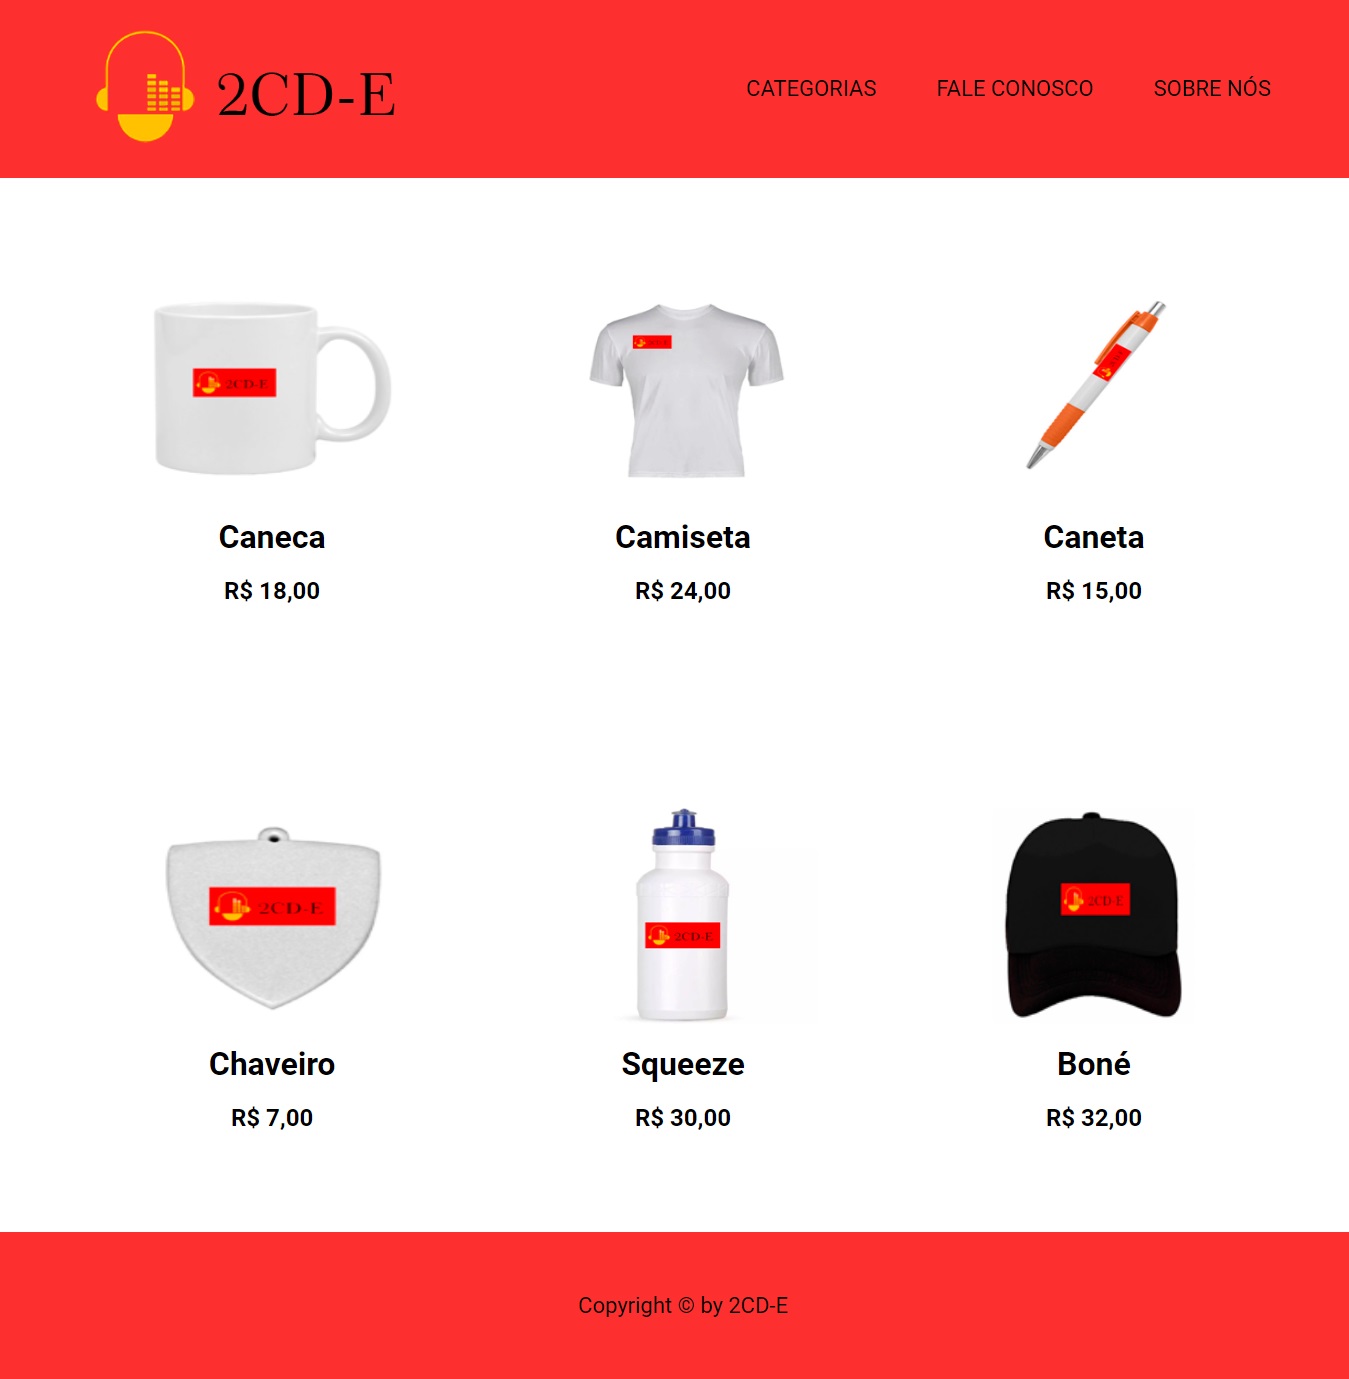 2CD-E
CATEGORIAS FALE CONOSCO SOBRE NÓS
2CD-E
Caneca
R$ 18,00
Camiseta
R$ 24,00
Caneta
R$ 15,00
2CD-E
Chaveiro
R$ 7,00
2CD-E
Squeeze
R$ 30,00
2CD-E
Boné
R$ 32,00
Copyright © by 2CD-E